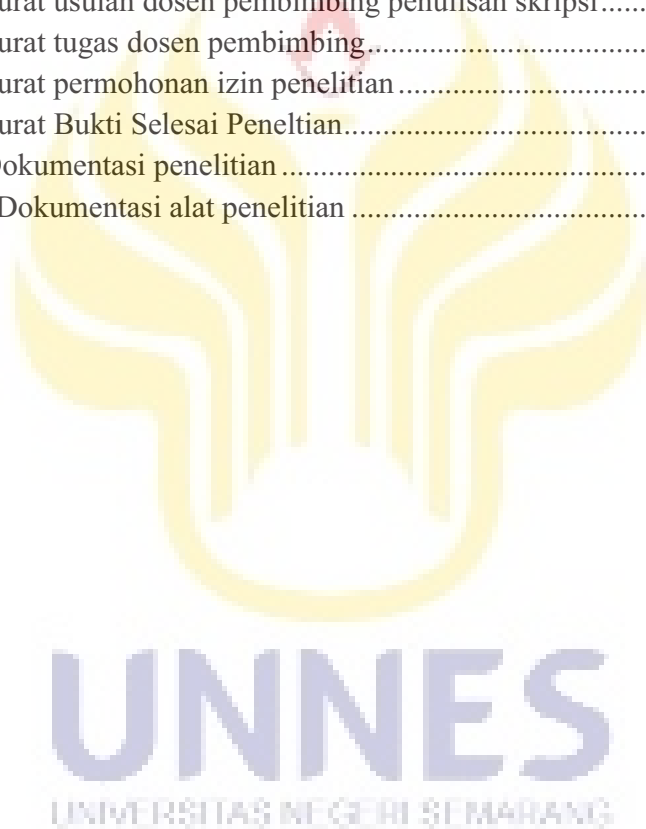 urat usulan dosen pembimbing penulisan skripsi......
urat tugas dosen pembimbing....................................
urat permohonan izin penelitian................................
urat Bukti Selesai Peneltian.......................................
Dokumentasi penelitian..............................................
Dokumentasi alat penelitian......................................
UNNES
UNIVERSITAS NEGERI SEMARANG